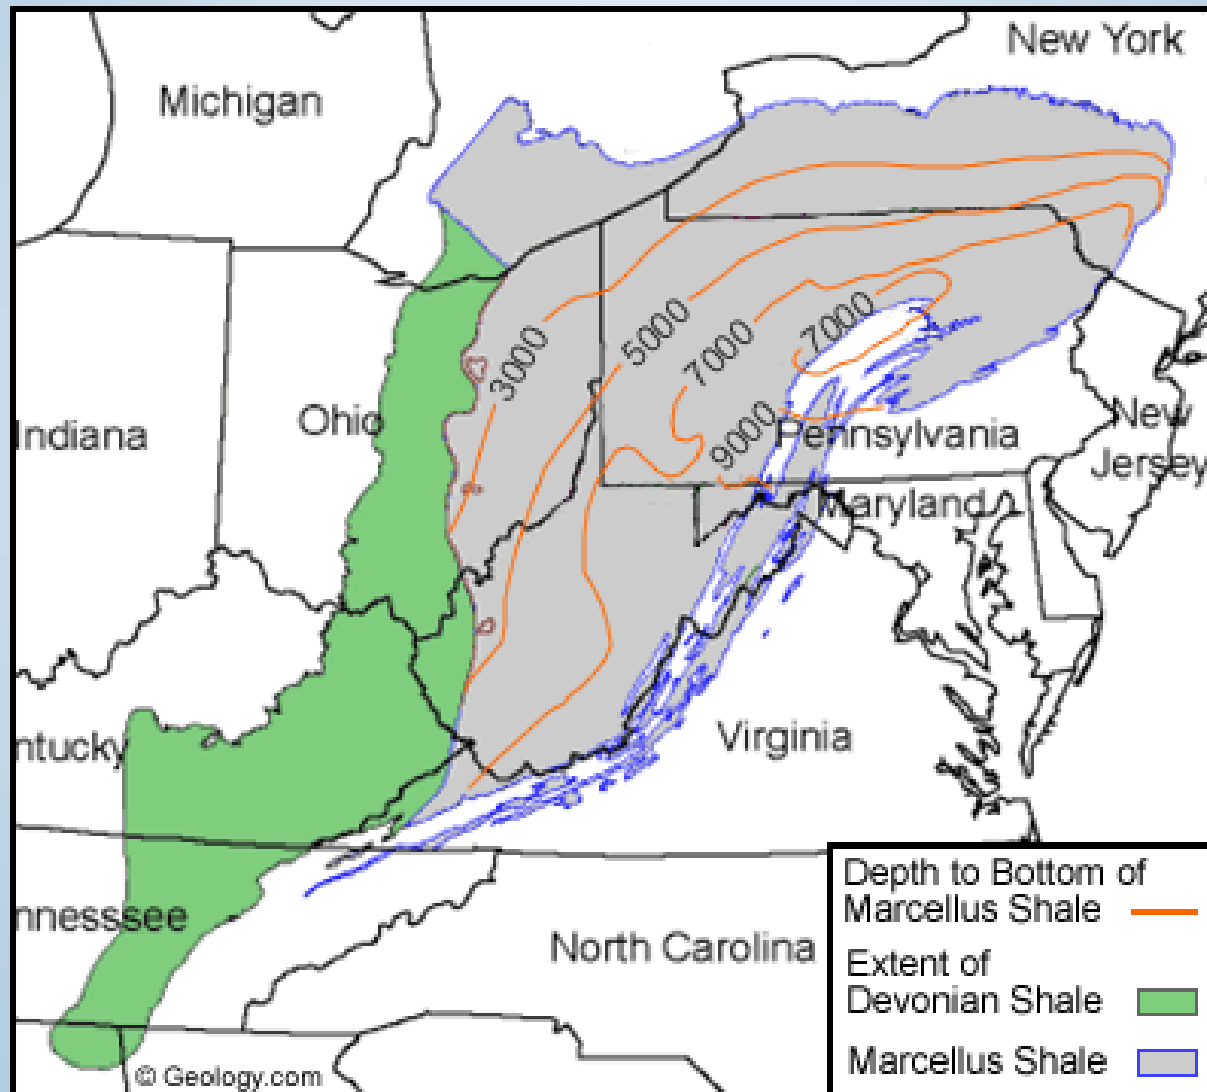 New York
Michigan
3000
5000
7000
7000
9000
Indiana
Ohio
Pennsylvania
New
Jersey
Maryland
ntucky
Virginia
nnesssee
North Carolina
Depth to Bottom of
Marcellus Shale
Extent of
Devonian Shale
Marcellus Shale
© Geology.com